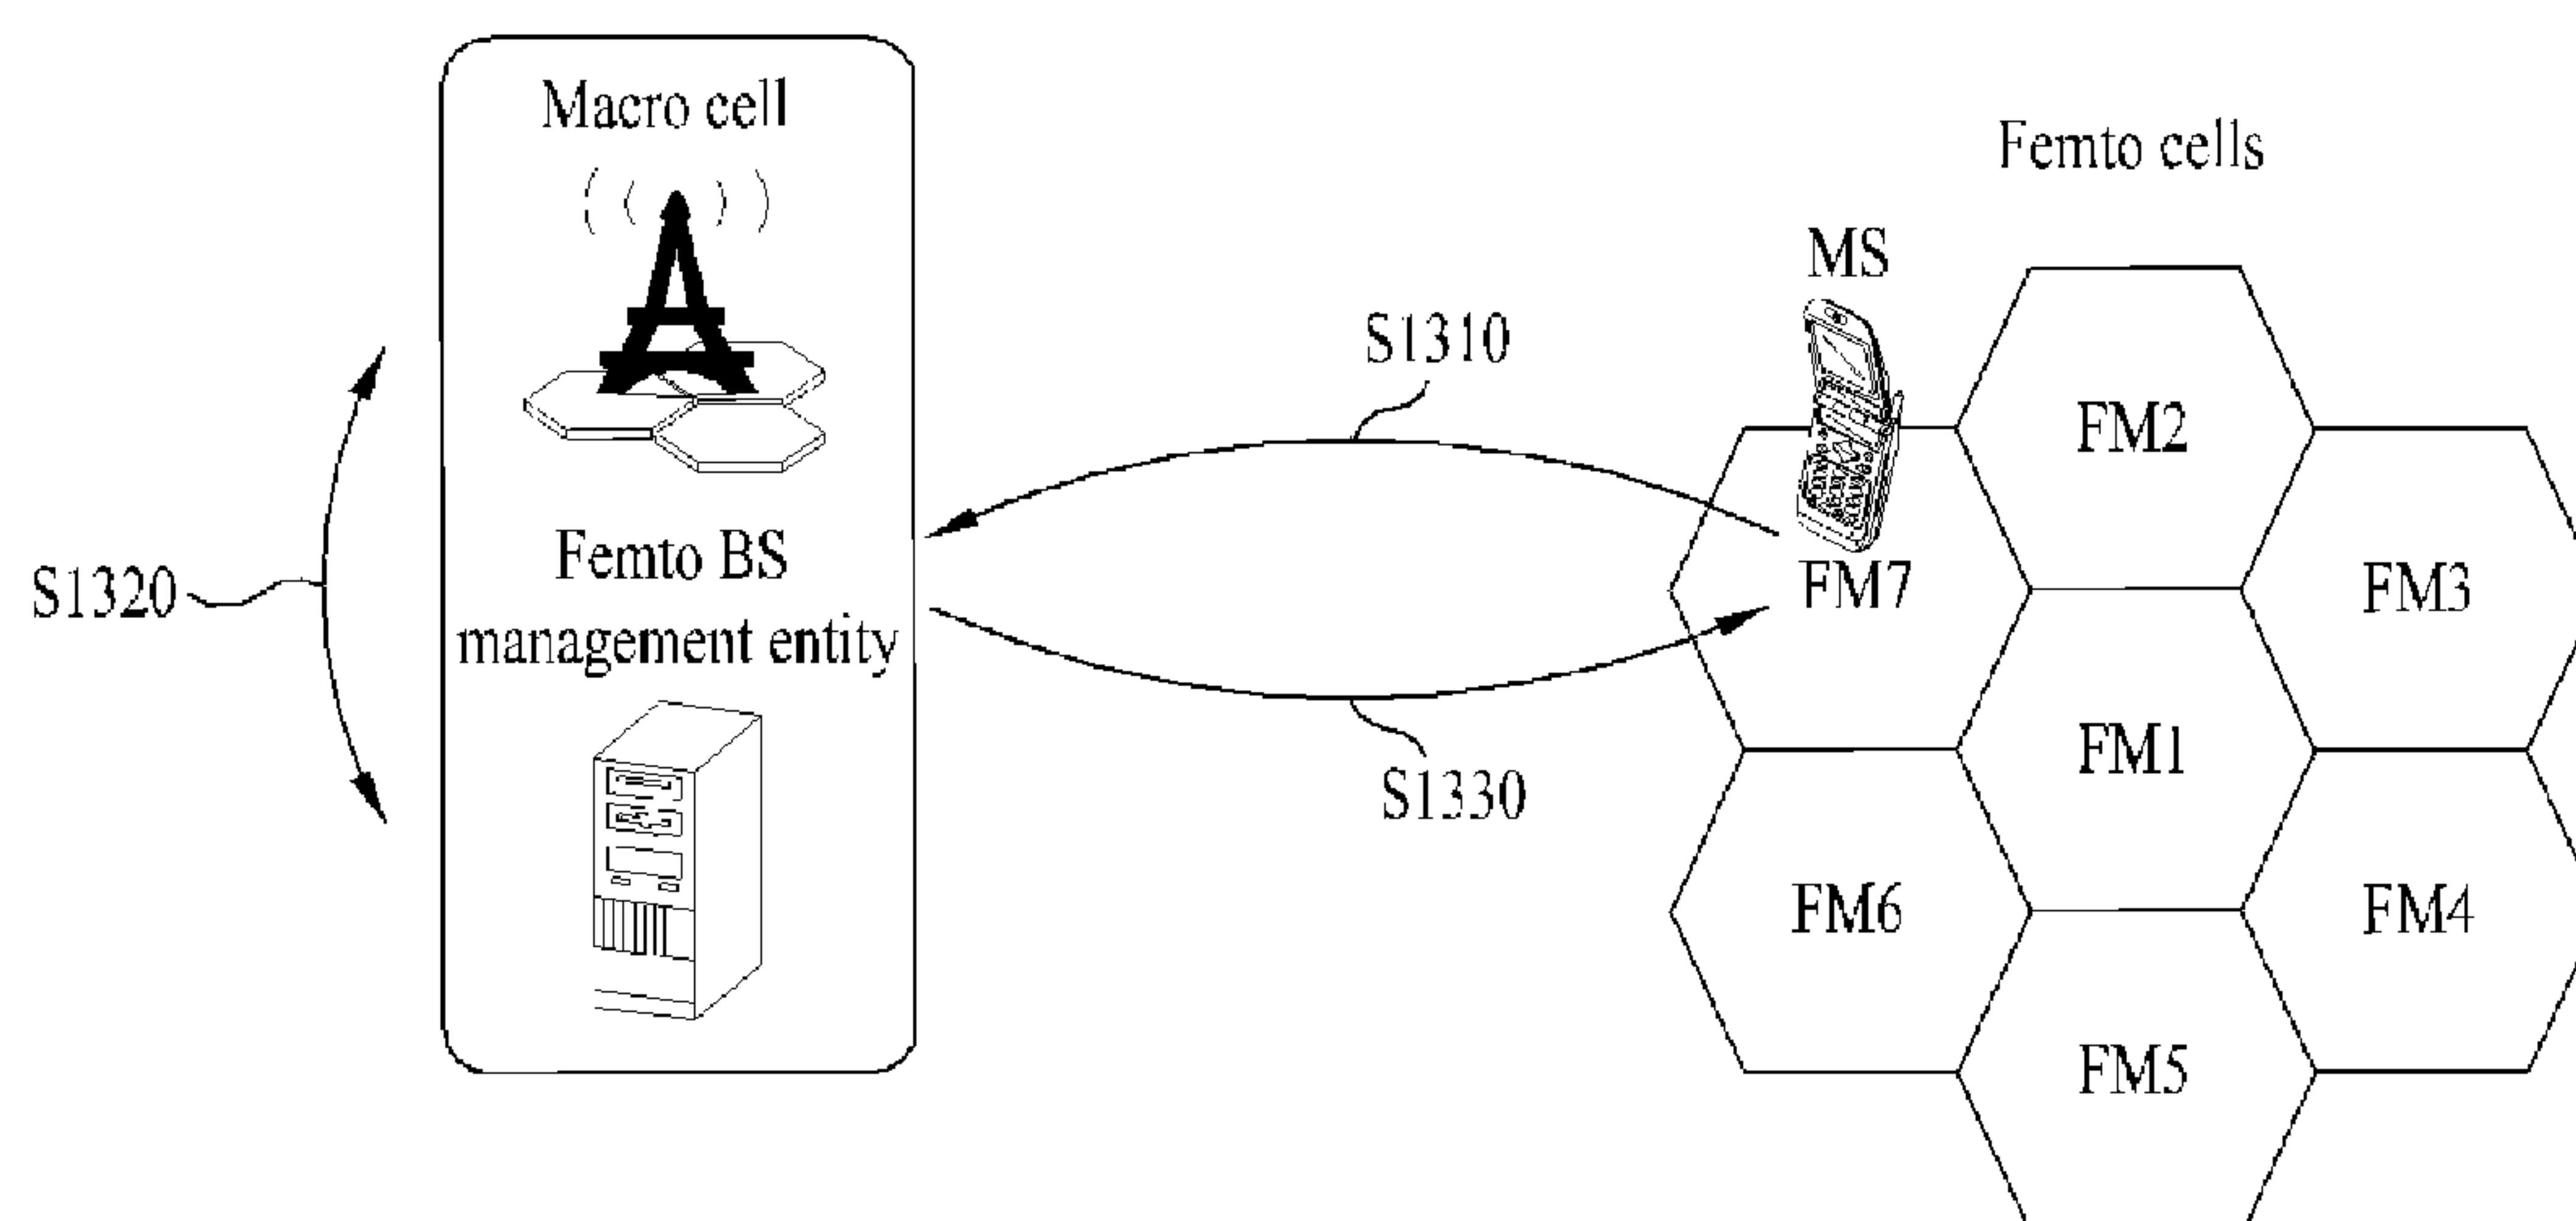 Macro cell
Femto BS
management entity
S1320
S1310
S1330
Femto cells
MS
FM2
FM7
FM3
FM1
FM6
FM4
FM5